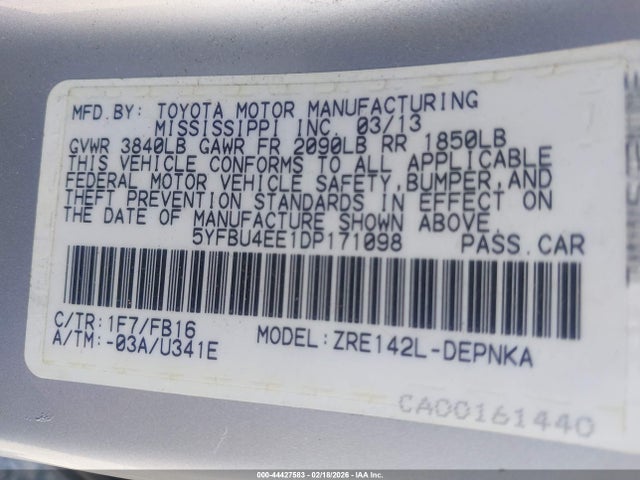 MFD.BY: TOYOTA MOTOR MANUFACTURING
MISSISSIPPI INC. 03/13
GVWR 3840LB GAWR FR 2090LB RR 1850LB
THIS VEHICLE CONFORMS TO ALL APPLICABLE
FEDERAL MOTOR VEHICLE SAFETY,BUMPER,AND
THEFT PREVENTION STANDARDS IN EFFECT ON
THE DATE OF MANUFACTURE SHOWN ABOVE.
5YFBU4EE1DP171098 PASS.CAR
C/TR:1F7/FB16 MODEL:ZRE142L-DEPNKA
A/TM:-03A/U341E
CA00161440
000-44427583 - 02/18/2026 - IAA Inc.